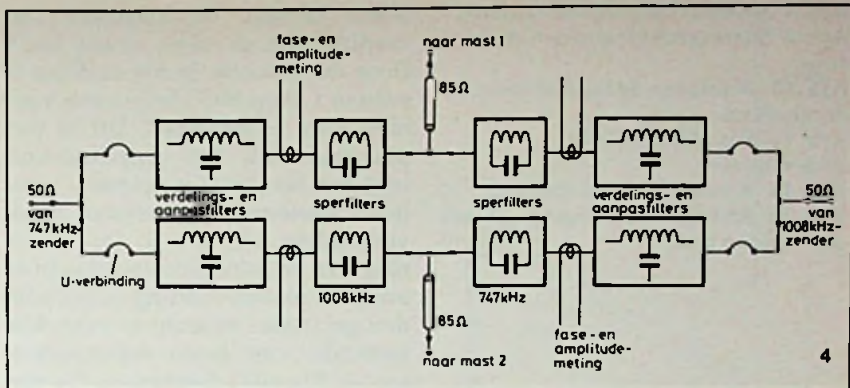 fase- en
amplitude-
meting
naar mast 1
85Ω
50Ω
van
747kHz-
zender
verdelings- en
aanpasfilters
sperfilters
sperfilters
verdelings- en
aanpasfilters
50Ω
van
1008kHz-
zender
U-verbinding
1008kHz
85Ω
naar mast 2
747kHz
fase- en
amplitude-
meting
4